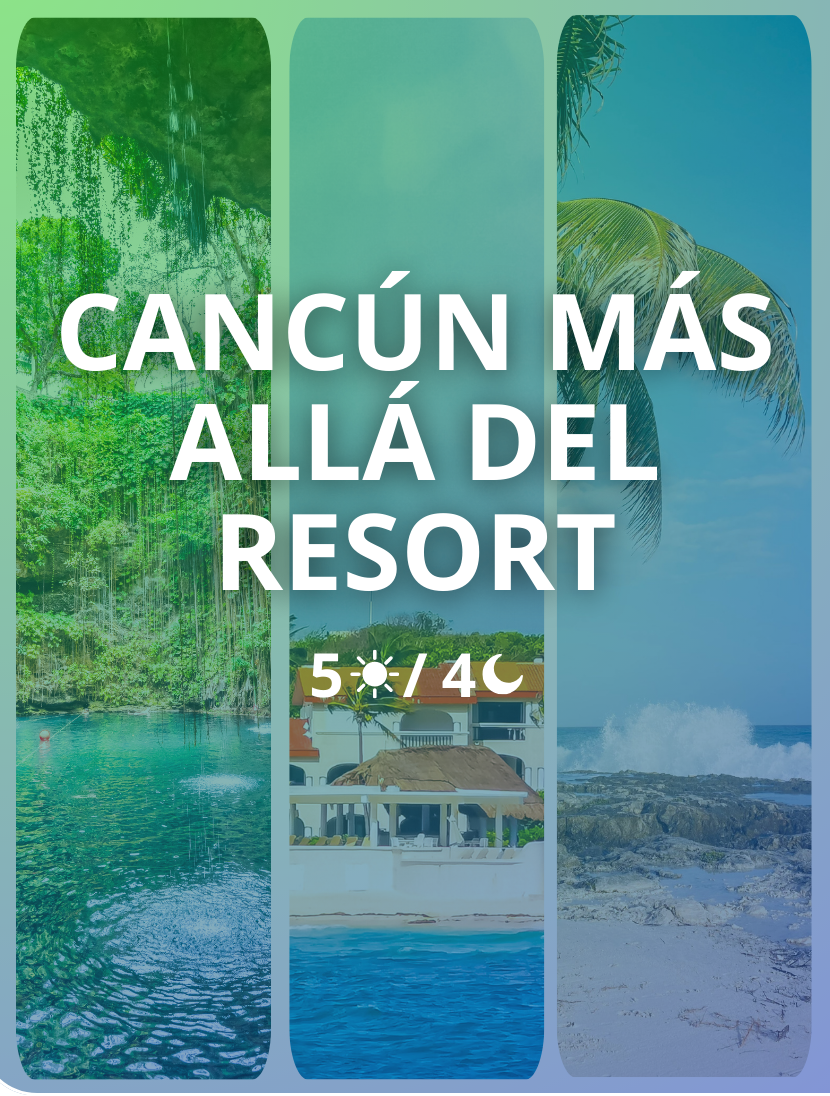 CANCÚN MÁS
ALLÁ DEL
RESORT
5☀/ 4☾